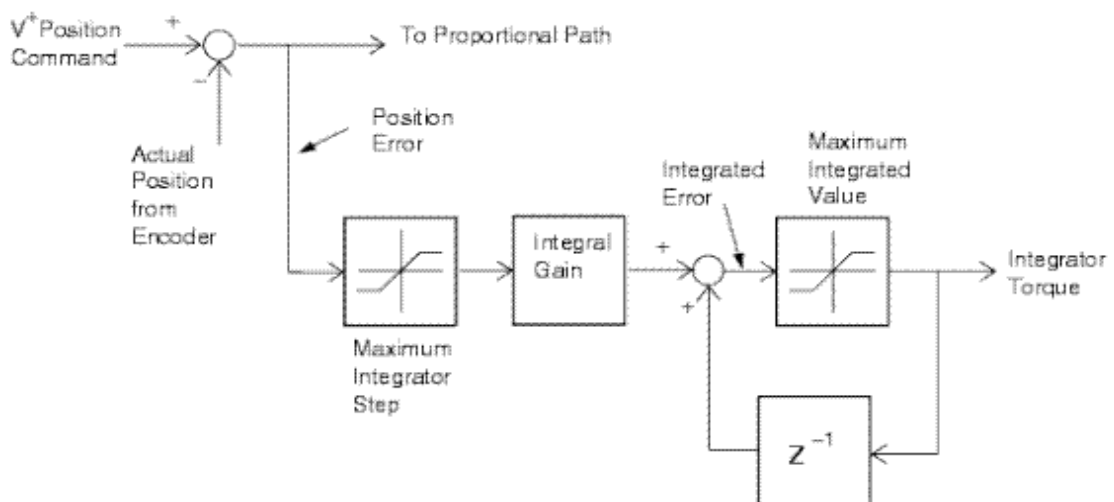 V+ Position
Command
+
−
To Proportional Path
Actual
Position
from
Encoder
Position
Error
Maximum
Integrator
Step
Integral
Gain
Integrated
Error
+
+
Maximum
Integrated
Value
Integrator
Torque
Z −1